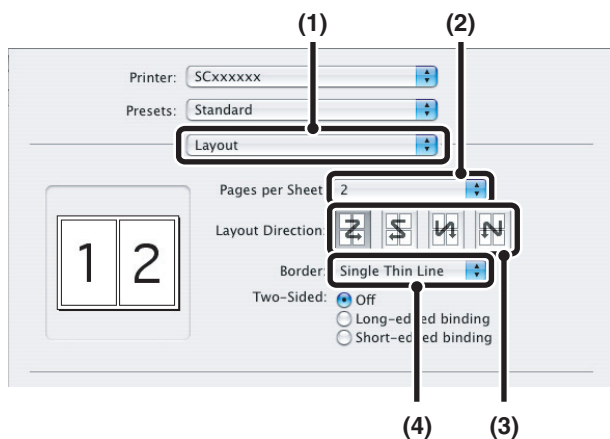 (1) (2)
Printer: SCxxxxxx
Presets: Standard
Layout
Pages per Sheet 2
Layout Direction:
1 2
Border: Single Thin Line
Two-Sided: Off
Long-edged binding
Short-edged binding
(4) (3)